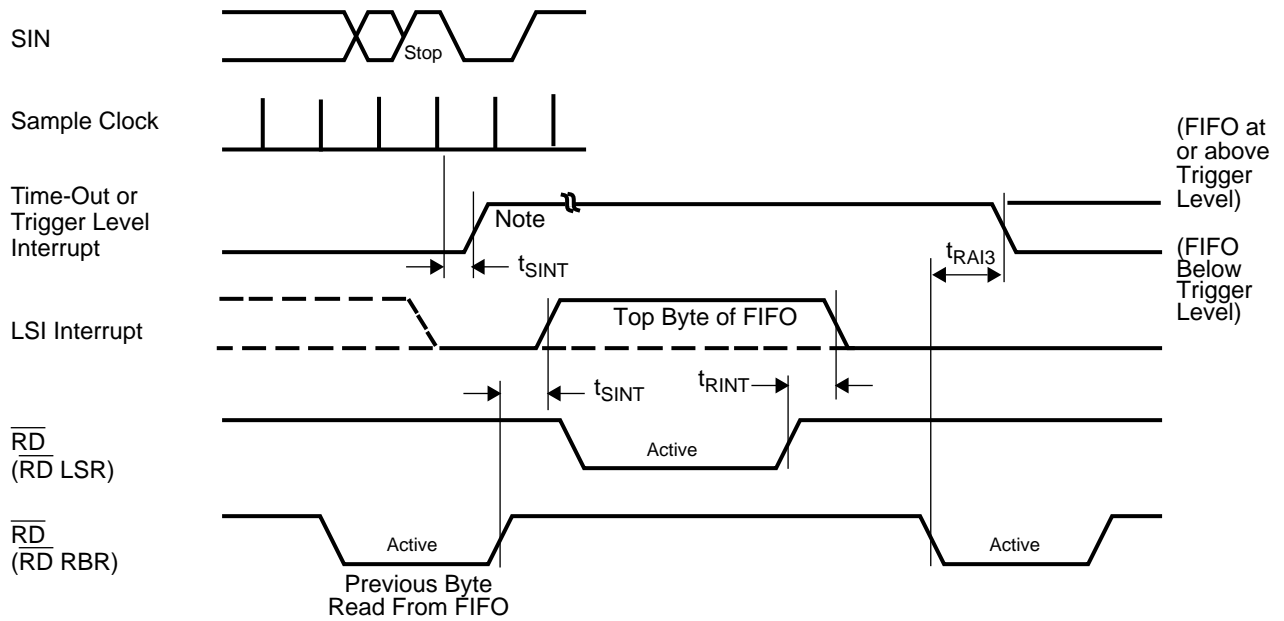 SIN
Stop
Sample Clock
(FIFO at
or above
Trigger
Level)
Time-Out or
Trigger Level
Interrupt
Note
tSINT
tRAI3
(FIFO
Below
Trigger
Level)
LSI Interrupt
Top Byte of FIFO
tSINT
tRINT
RD
(RD LSR)
Active
RD
(RD RBR)
Active
Active
Previous Byte
Read From FIFO